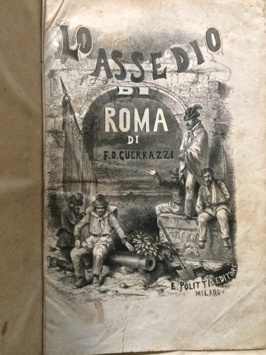 LO ASSEDIO
DI
ROMA
DI
F.D. GUERRAZZI
E. POLITTI EDITORE
MILANO